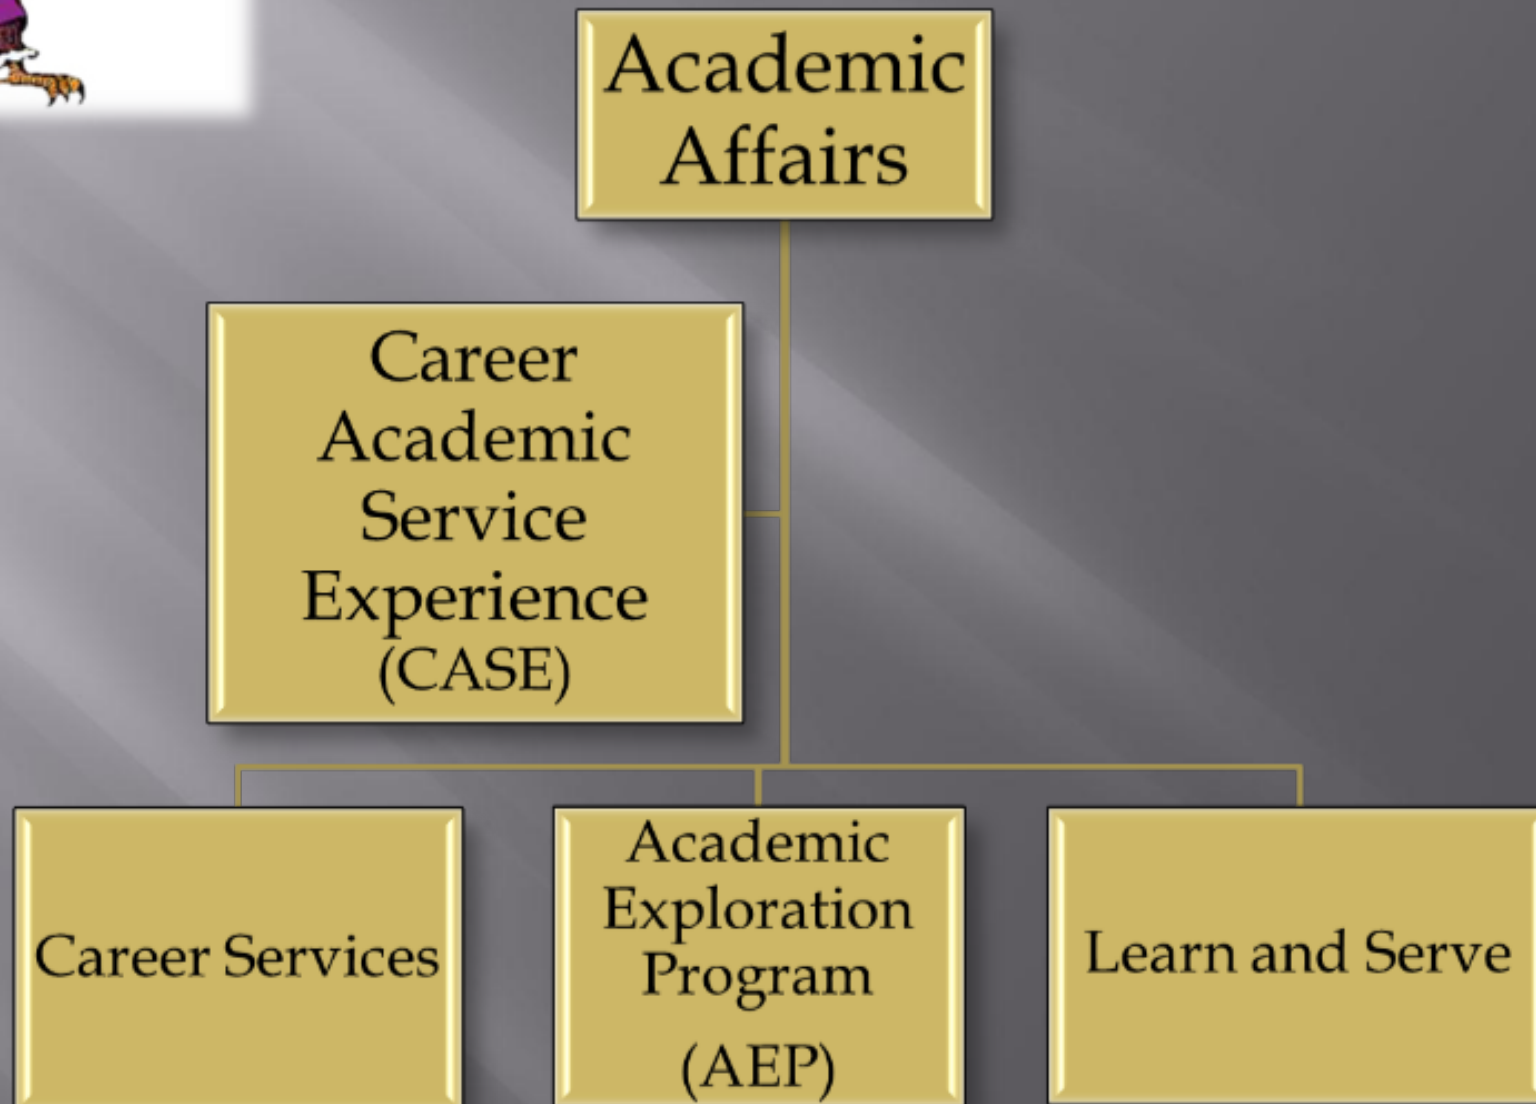 Academic
Affairs
Career
Academic
Service
Experience
(CASE)
Career Services
Academic
Exploration
Program
(AEP)
Learn and Serve